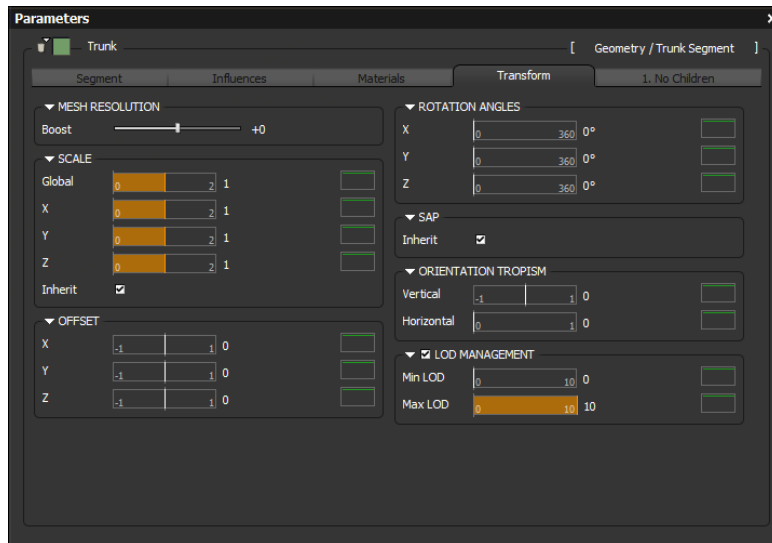 Parameters
Trunk [ Geometry / Trunk Segment ]
Segment Influences Materials Transform 1. No Children
MESH RESOLUTION
Boost +0
SCALE
Global 0 2 1
X 0 2 1
Y 0 2 1
Z 0 2 1
Inherit
OFFSET
X -1 1 0
Y -1 1 0
Z -1 1 0
ROTATION ANGLES
X 0 360 0°
Y 0 360 0°
Z 0 360 0°
SAP
Inherit
ORIENTATION TROPISM
Vertical -1 1 0
Horizontal 0 1 0
LOD MANAGEMENT
Min LOD 0 10 0
Max LOD 0 10 10